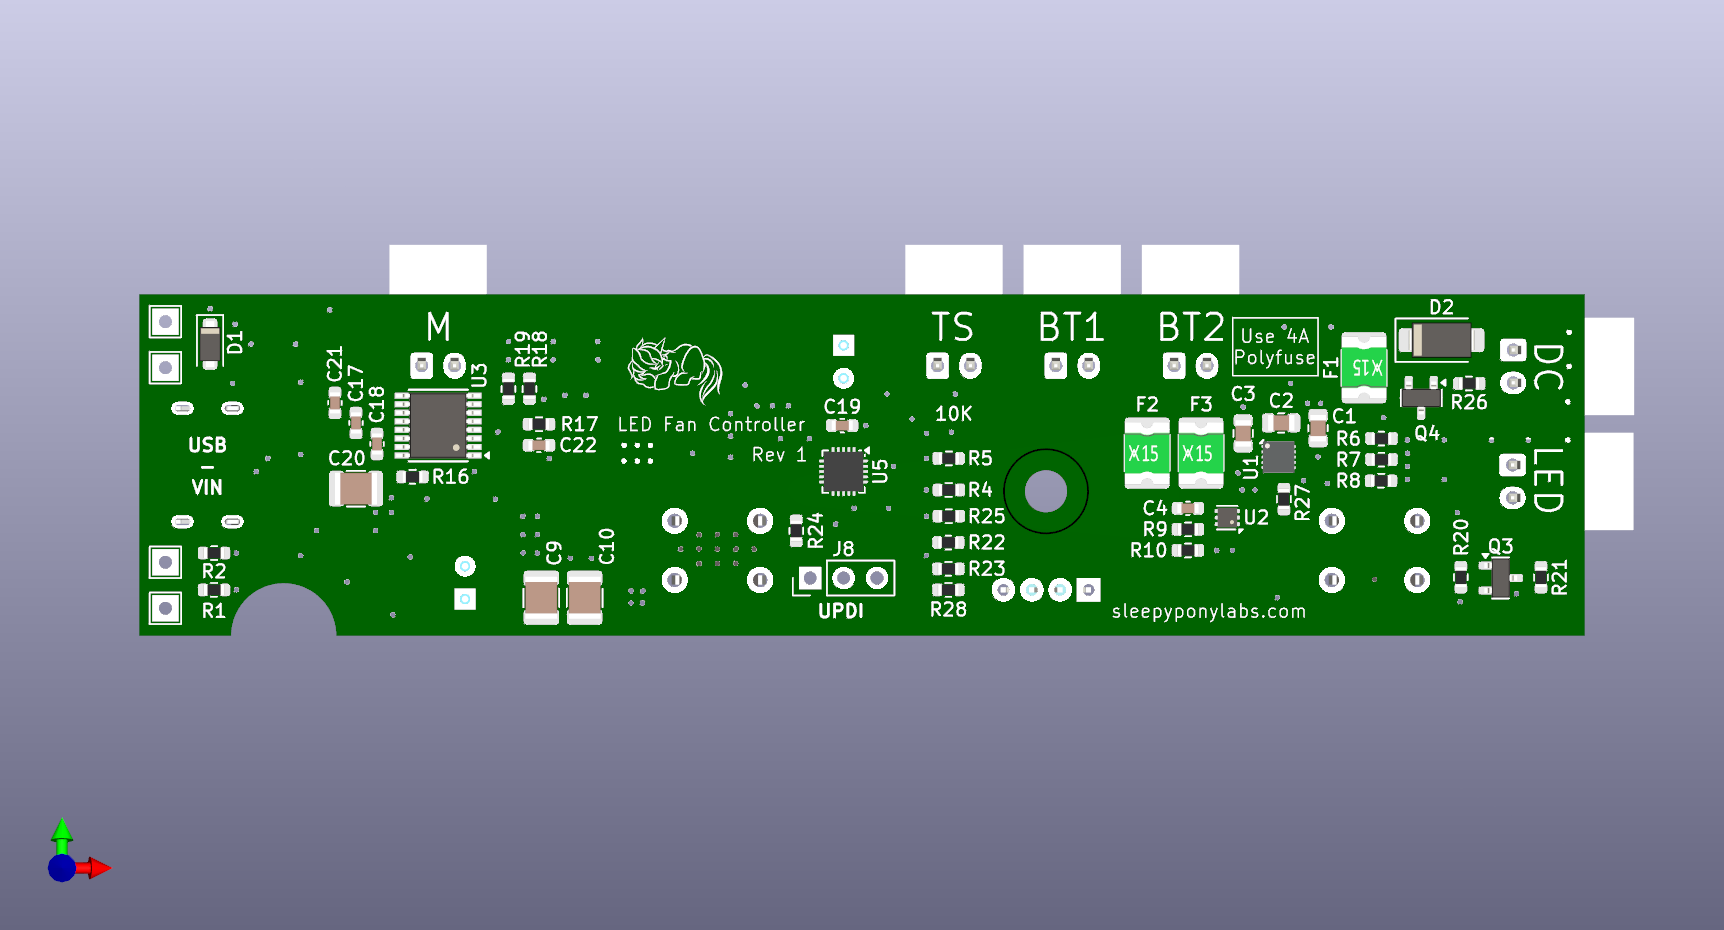 M
TS
BT1
BT2
Use 4A
Polyfuse
D2
D1
C21
C17
C18
U3
R19
R18
F1
X15
DC
R26
Q4
LED Fan Controller
Rev 1
C19
10K
F2
F3
X15
X15
C3
C2
C1
R6
R7
R8
U1
R27
USB
–
VIN
C20
R16
R17
C22
U5
R5
R4
R25
R22
R23
R28
C4
R9
R10
U2
LED
R20
Q3
R21
R2
R1
C9
C10
R24
J8
UPDI
sleepyponylabs.com